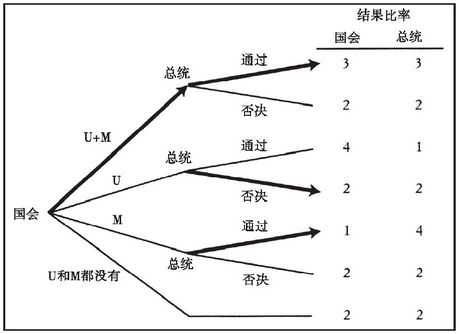 结果比率
国会 总统
通过
总统
3 3
否决
2 2
U+M
通过
4 1
总统
U
否决
2 2
国会
M
通过
1 4
总统
U和M都没有
否决
2 2
2 2